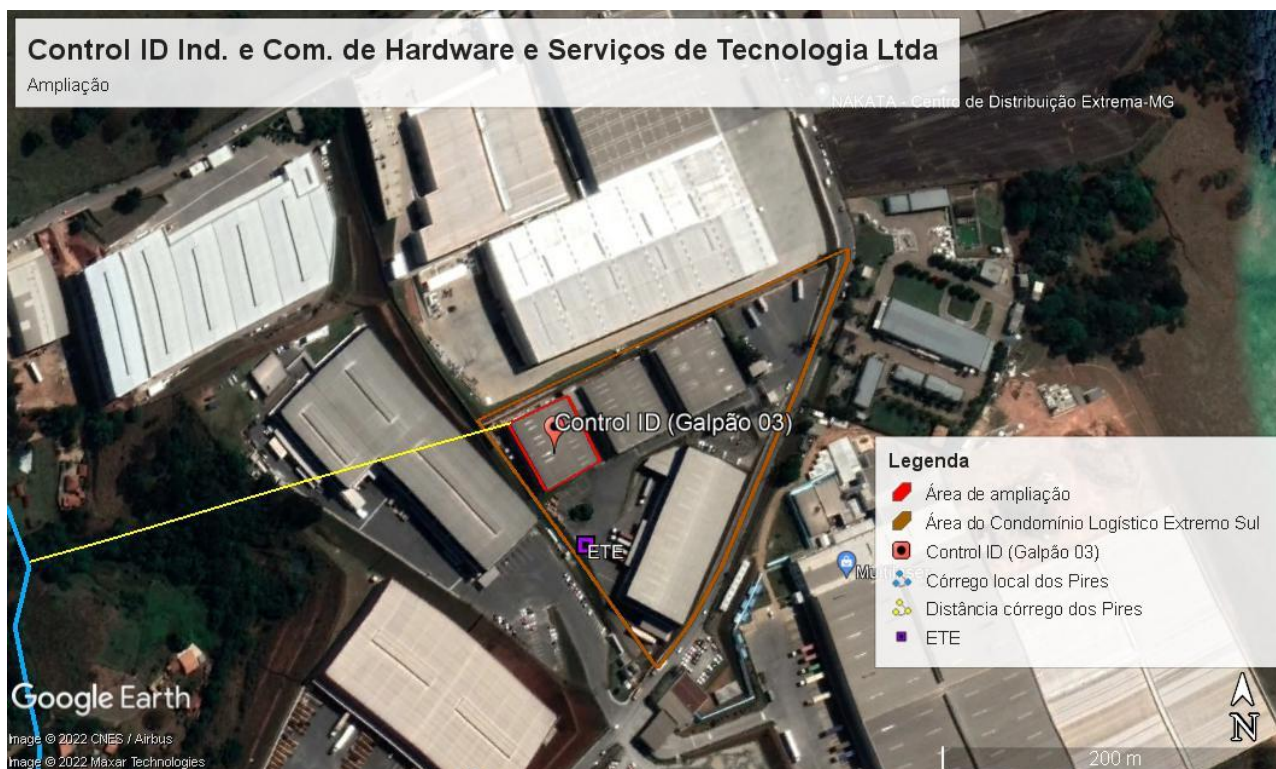 Control ID Ind. e Com. de Hardware e Serviços de Tecnologia Ltda
Ampliação
NAKATA - Centro de Distribuição Extrema-MG
Control ID (Galpão 03)
ETE
Legenda
Área de ampliação
Área do Condomínio Logístico Extremo Sul
Control ID (Galpão 03)
Córrego local dos Pires
Distância córrego dos Pires
ETE
Google Earth
Image © 2022 CNES / Airbus
Image © 2022 Maxar Technologies
N
200 m